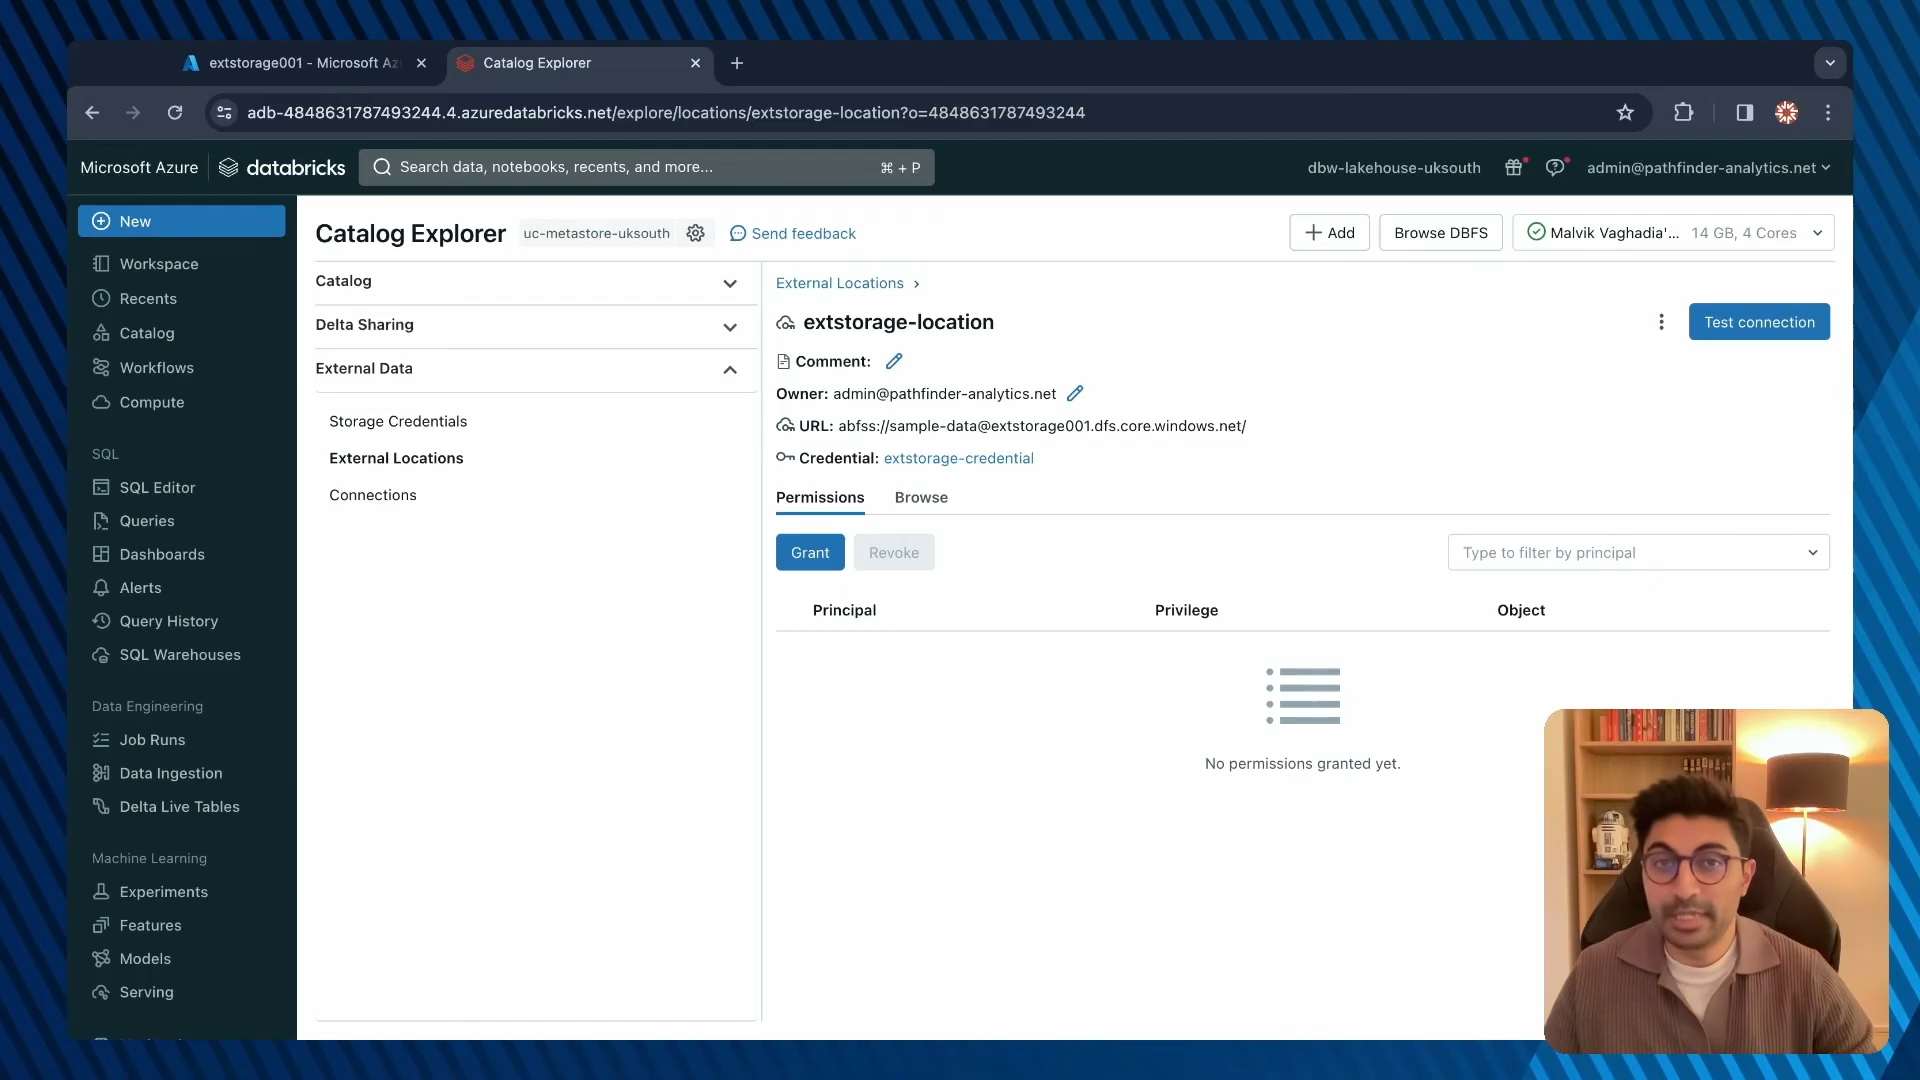 extstorage001 - Microsoft Az
Catalog Explorer
adb-4848631787493244.4.azuredatabricks.net/explore/locations/extstorage-location?o=4848631787493244
Microsoft Azure
databricks
Search data, notebooks, recents, and more...
⌘ + P
dbw-lakehouse-uksouth
admin@pathfinder-analytics.net
New
Workspace
Recents
Catalog
Workflows
Compute
SQL
SQL Editor
Queries
Dashboards
Alerts
Query History
SQL Warehouses
Data Engineering
Job Runs
Data Ingestion
Delta Live Tables
Machine Learning
Experiments
Features
Models
Serving
Catalog Explorer
uc-metastore-uksouth
Send feedback
Add
Browse DBFS
Malvik Vaghadia'... 14 GB, 4 Cores
Catalog
Delta Sharing
External Data
Storage Credentials
External Locations
Connections
External Locations ›
extstorage-location
Test connection
Comment:
Owner: admin@pathfinder-analytics.net
URL: abfss://sample-data@extstorage001.dfs.core.windows.net/
Credential: extstorage-credential
Permissions
Browse
Grant
Revoke
Type to filter by principal
Principal
Privilege
Object
No permissions granted yet.